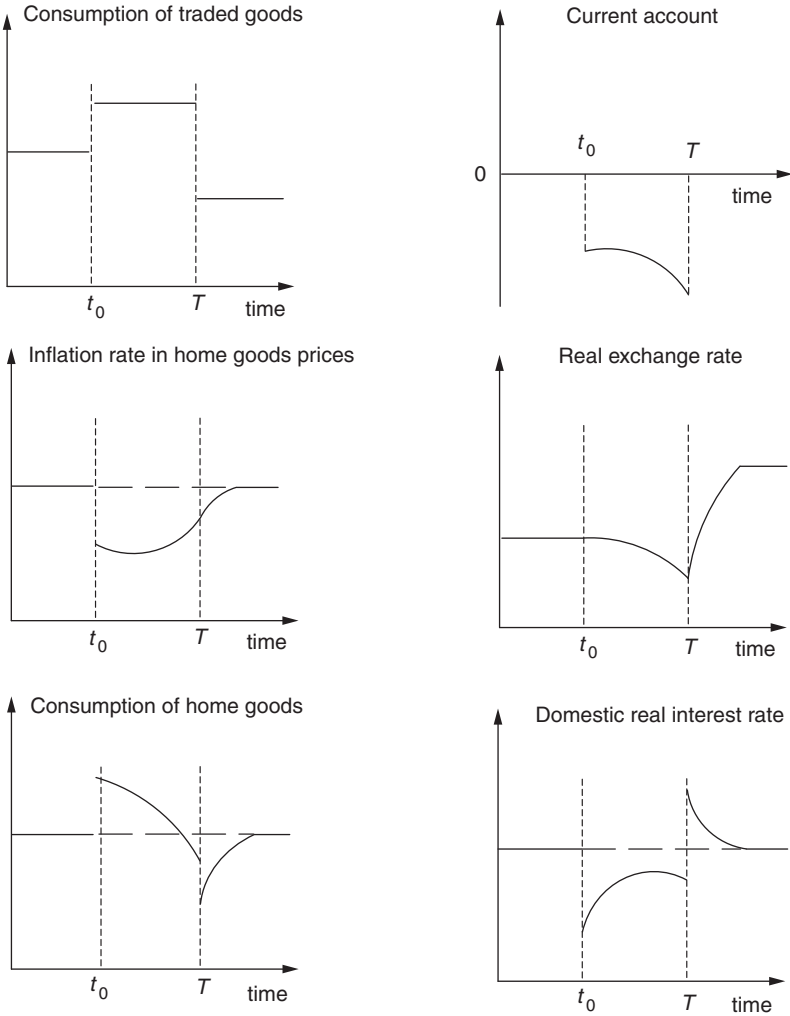 Consumption of traded goods
t0
T
time
Current account
0
t0
T
time
Inflation rate in home goods prices
t0
T
time
Real exchange rate
t0
T
time
Consumption of home goods
t0
T
time
Domestic real interest rate
t0
T
time